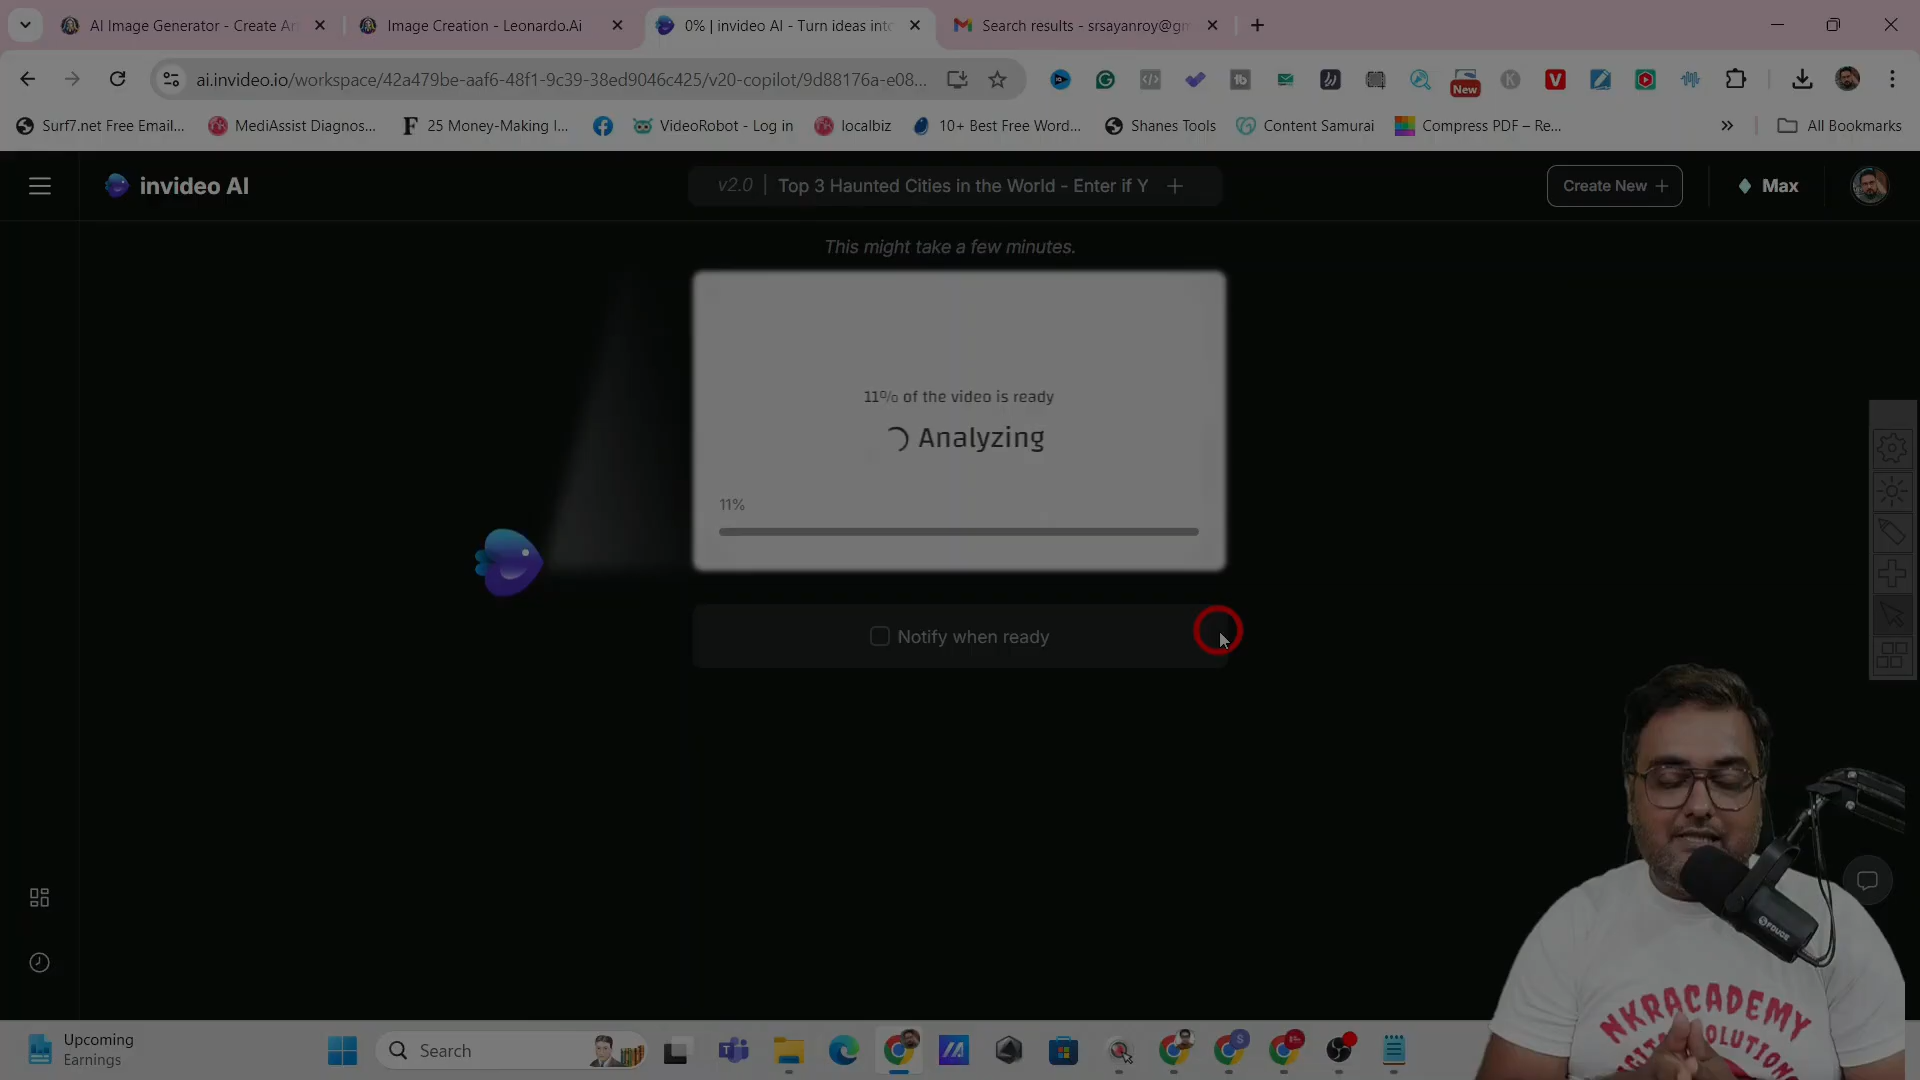 AI Image Generator - Create Ar
Image Creation - Leonardo.Ai
0% | invideo AI - Turn ideas into
Search results - srsayanroy@gm
ai.invideo.io/workspace/42a479be-aaf6-48f1-9c39-38ed9046c425/v20-copilot/9d88176a-e08...
New
Surf7.net Free Email...
MediAssist Diagnos...
25 Money-Making I...
VideoRobot - Log in
localbiz
10+ Best Free Word...
Shanes Tools
Content Samurai
Compress PDF – Re...
All Bookmarks
invideo AI
v2.0 | Top 3 Haunted Cities in the World - Enter if Y
Create New
Max
This might take a few minutes.
11% of the video is ready
Analyzing
11%
Notify when ready
FDUCE
NKRACADEMY
Upcoming
Earnings
Search